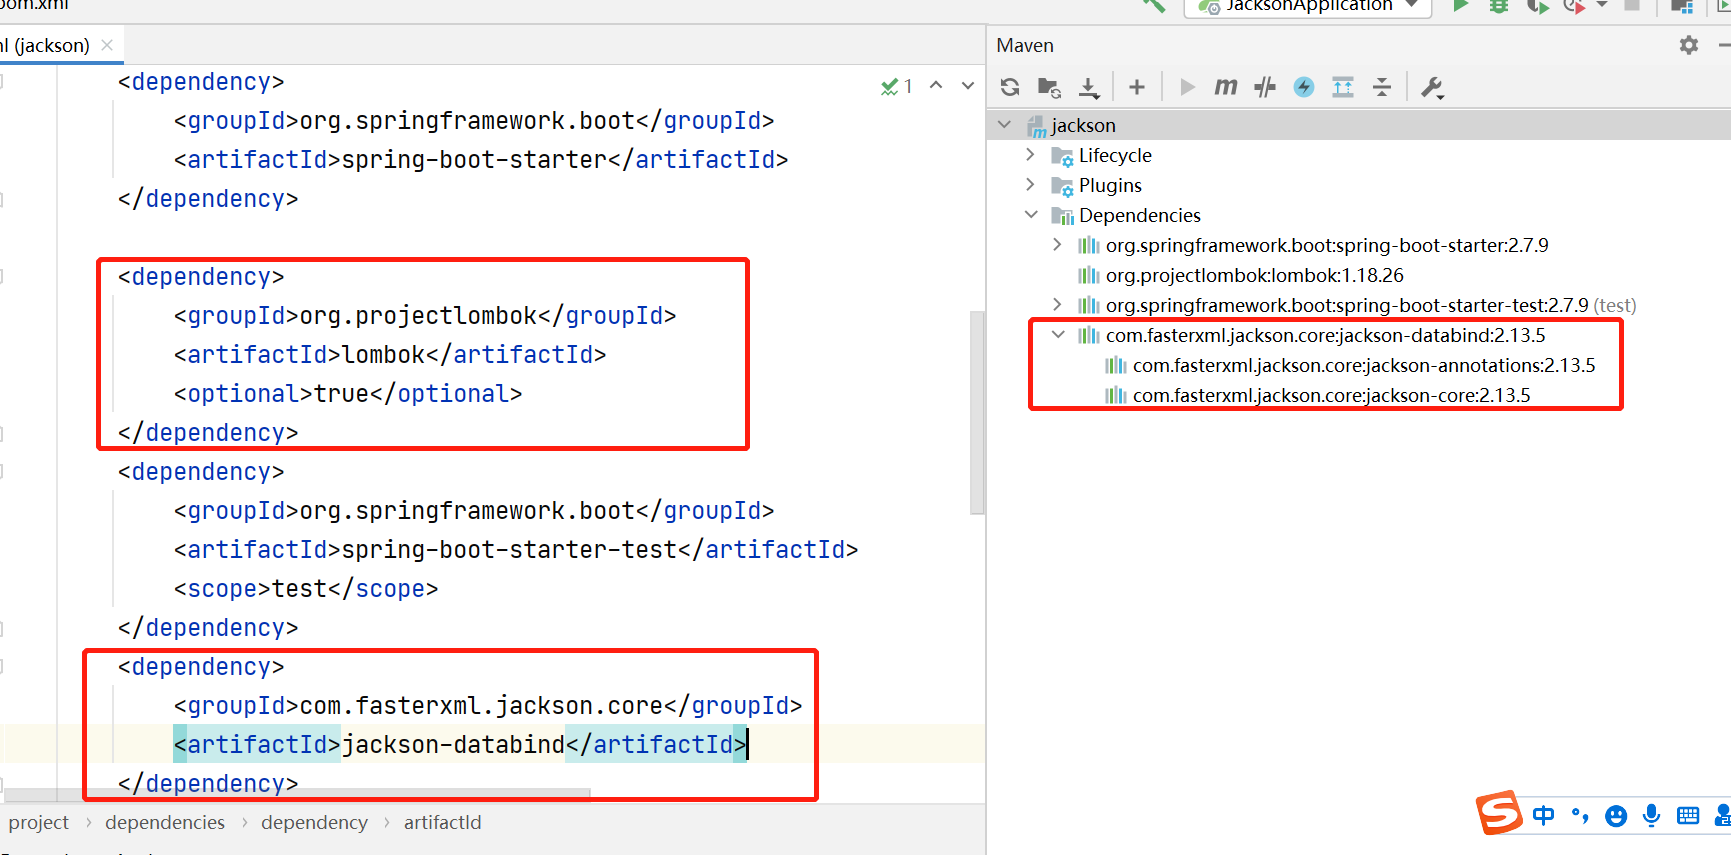 pom.xml
JacksonApplication
ml (jackson)
Maven
<dependency>
1
<groupId>org.springframework.boot</groupId>
<artifactId>spring-boot-starter</artifactId>
</dependency>
<dependency>
<groupId>org.projectlombok</groupId>
<artifactId>lombok</artifactId>
<optional>true</optional>
</dependency>
<dependency>
<groupId>org.springframework.boot</groupId>
<artifactId>spring-boot-starter-test</artifactId>
<scope>test</scope>
</dependency>
<dependency>
<groupId>com.fasterxml.jackson.core</groupId>
<artifactId>jackson-databind</artifactId>
</dependency>
project › dependencies › dependency › artifactId
m
jackson
Lifecycle
Plugins
Dependencies
org.springframework.boot:spring-boot-starter:2.7.9
org.projectlombok:lombok:1.18.26
org.springframework.boot:spring-boot-starter-test:2.7.9 (test)
com.fasterxml.jackson.core:jackson-databind:2.13.5
com.fasterxml.jackson.core:jackson-annotations:2.13.5
com.fasterxml.jackson.core:jackson-core:2.13.5
S 中 °,